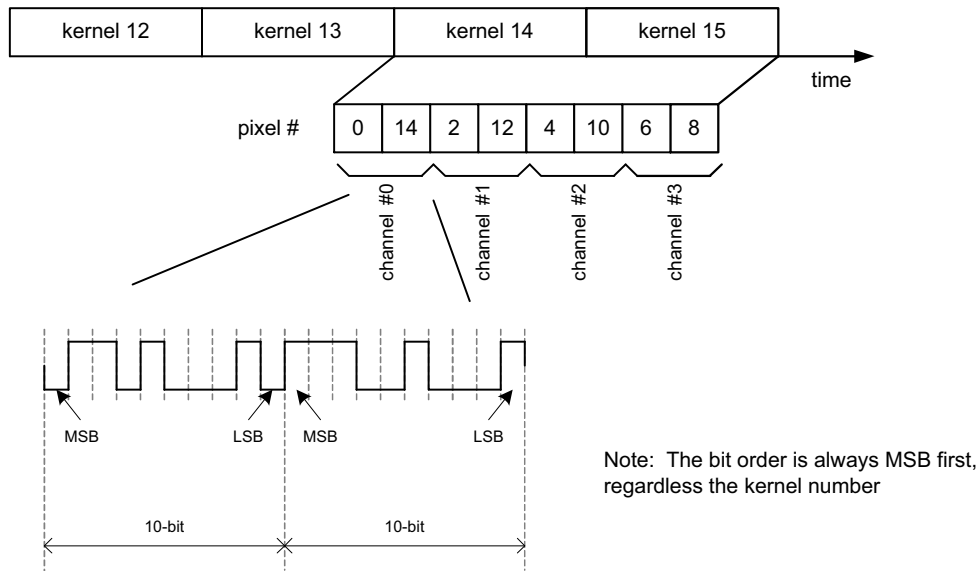 kernel 12 kernel 13 kernel 14 kernel 15
time
pixel # 0 14 2 12 4 10 6 8
channel #0 channel #1 channel #2 channel #3
MSB LSB MSB LSB
Note: The bit order is always MSB first,
regardless the kernel number
10-bit 10-bit